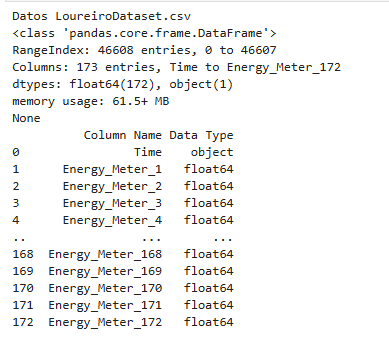 Datos LoureiroDataset.csv
<class 'pandas.core.frame.DataFrame'>
RangeIndex: 46608 entries, 0 to 46607
Columns: 173 entries, Time to Energy_Meter_172
dtypes: float64(172), object(1)
memory usage: 61.5+ MB
None
Column Name Data Type
0 Time object
1 Energy_Meter_1 float64
2 Energy_Meter_2 float64
3 Energy_Meter_3 float64
4 Energy_Meter_4 float64
.. ... ...
168 Energy_Meter_168 float64
169 Energy_Meter_169 float64
170 Energy_Meter_170 float64
171 Energy_Meter_171 float64
172 Energy_Meter_172 float64